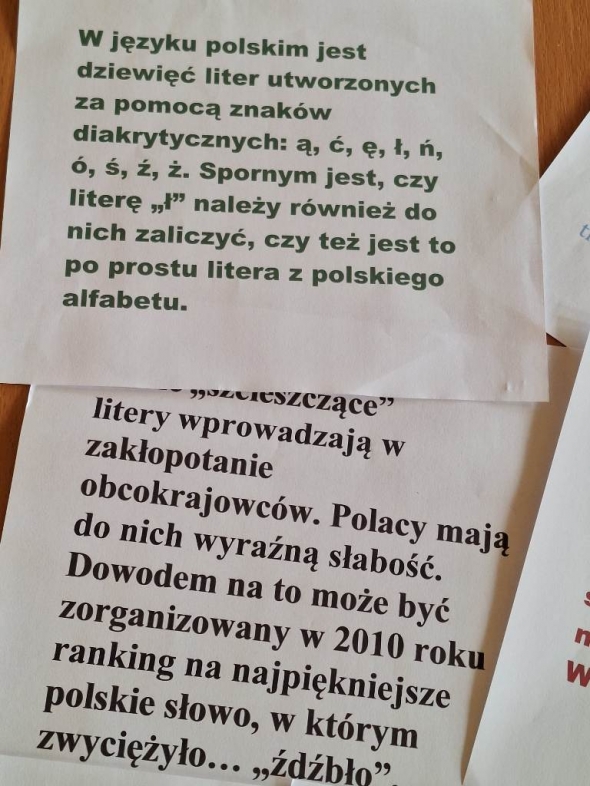 W języku polskim jest
dziewięć liter utworzonych
za pomocą znaków
diakrytycznych: ą, ć, ę, ł, ń,
ó, ś, ź, ż. Spornym jest, czy
literę „ł” należy również do
nich zaliczyć, czy też jest to
po prostu litera z polskiego
alfabetu.
litery wprowadzają w
zakłopotanie
obcokrajowców. Polacy mają
do nich wyraźną słabość.
Dowodem na to może być
zorganizowany w 2010 roku
ranking na najpiękniejsze
polskie słowo, w którym
zwyciężyło... „źdźbło”.